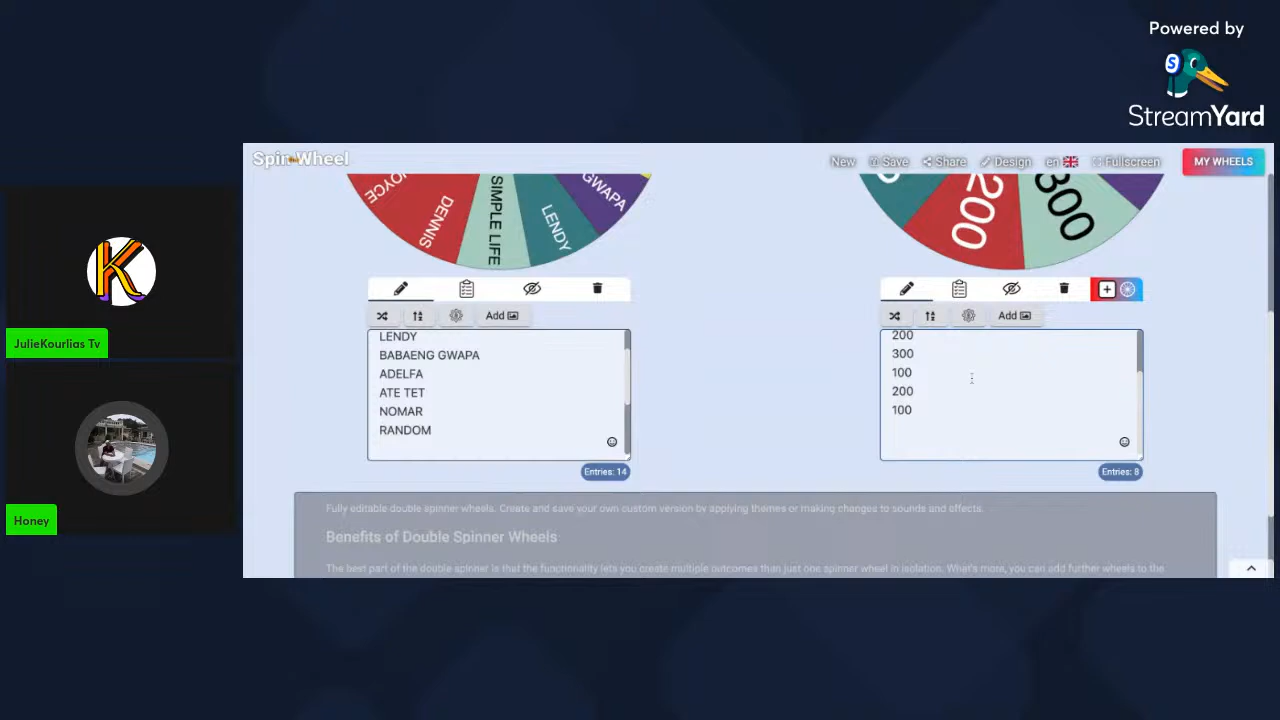 Powered by
S
StreamYard
SpinTheWheel
New Save Share Design en Fullscreen MY WHEELS
JOYCE
DENNIS
SIMPLE LIFE
LENDY
GWAPA
200
300
Add
Add
LENDY
BABAENG GWAPA
ADELFA
ATE TET
NOMAR
RANDOM
Entries: 14
200
300
100
200
100
Entries: 8
K
JulieKourlias Tv
Honey
Fully editable double spinner wheels. Create and save your own custom version by applying themes or making changes to sounds and effects.
Benefits of Double Spinner Wheels
The best part of the double spinner is that the functionality lets you create multiple outcomes than just one spinner wheel in isolation. What's more, you can add further wheels to the